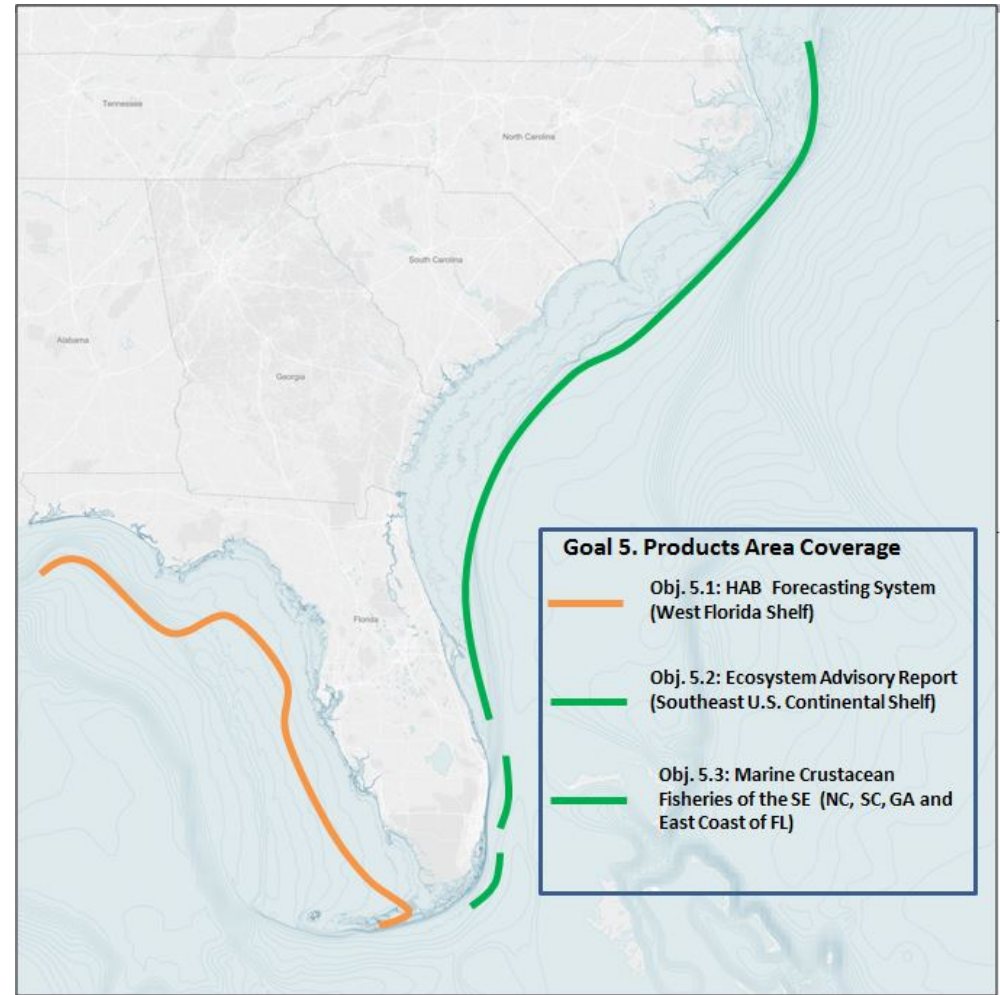 Tennessee
North Carolina
South Carolina
Alabama
Georgia
Florida
Goal 5. Products Area Coverage
Obj. 5.1: HAB Forecasting System
(West Florida Shelf)
Obj. 5.2: Ecosystem Advisory Report
(Southeast U.S. Continental Shelf)
Obj. 5.3: Marine Crustacean
Fisheries of the SE (NC, SC, GA and
East Coast of FL)